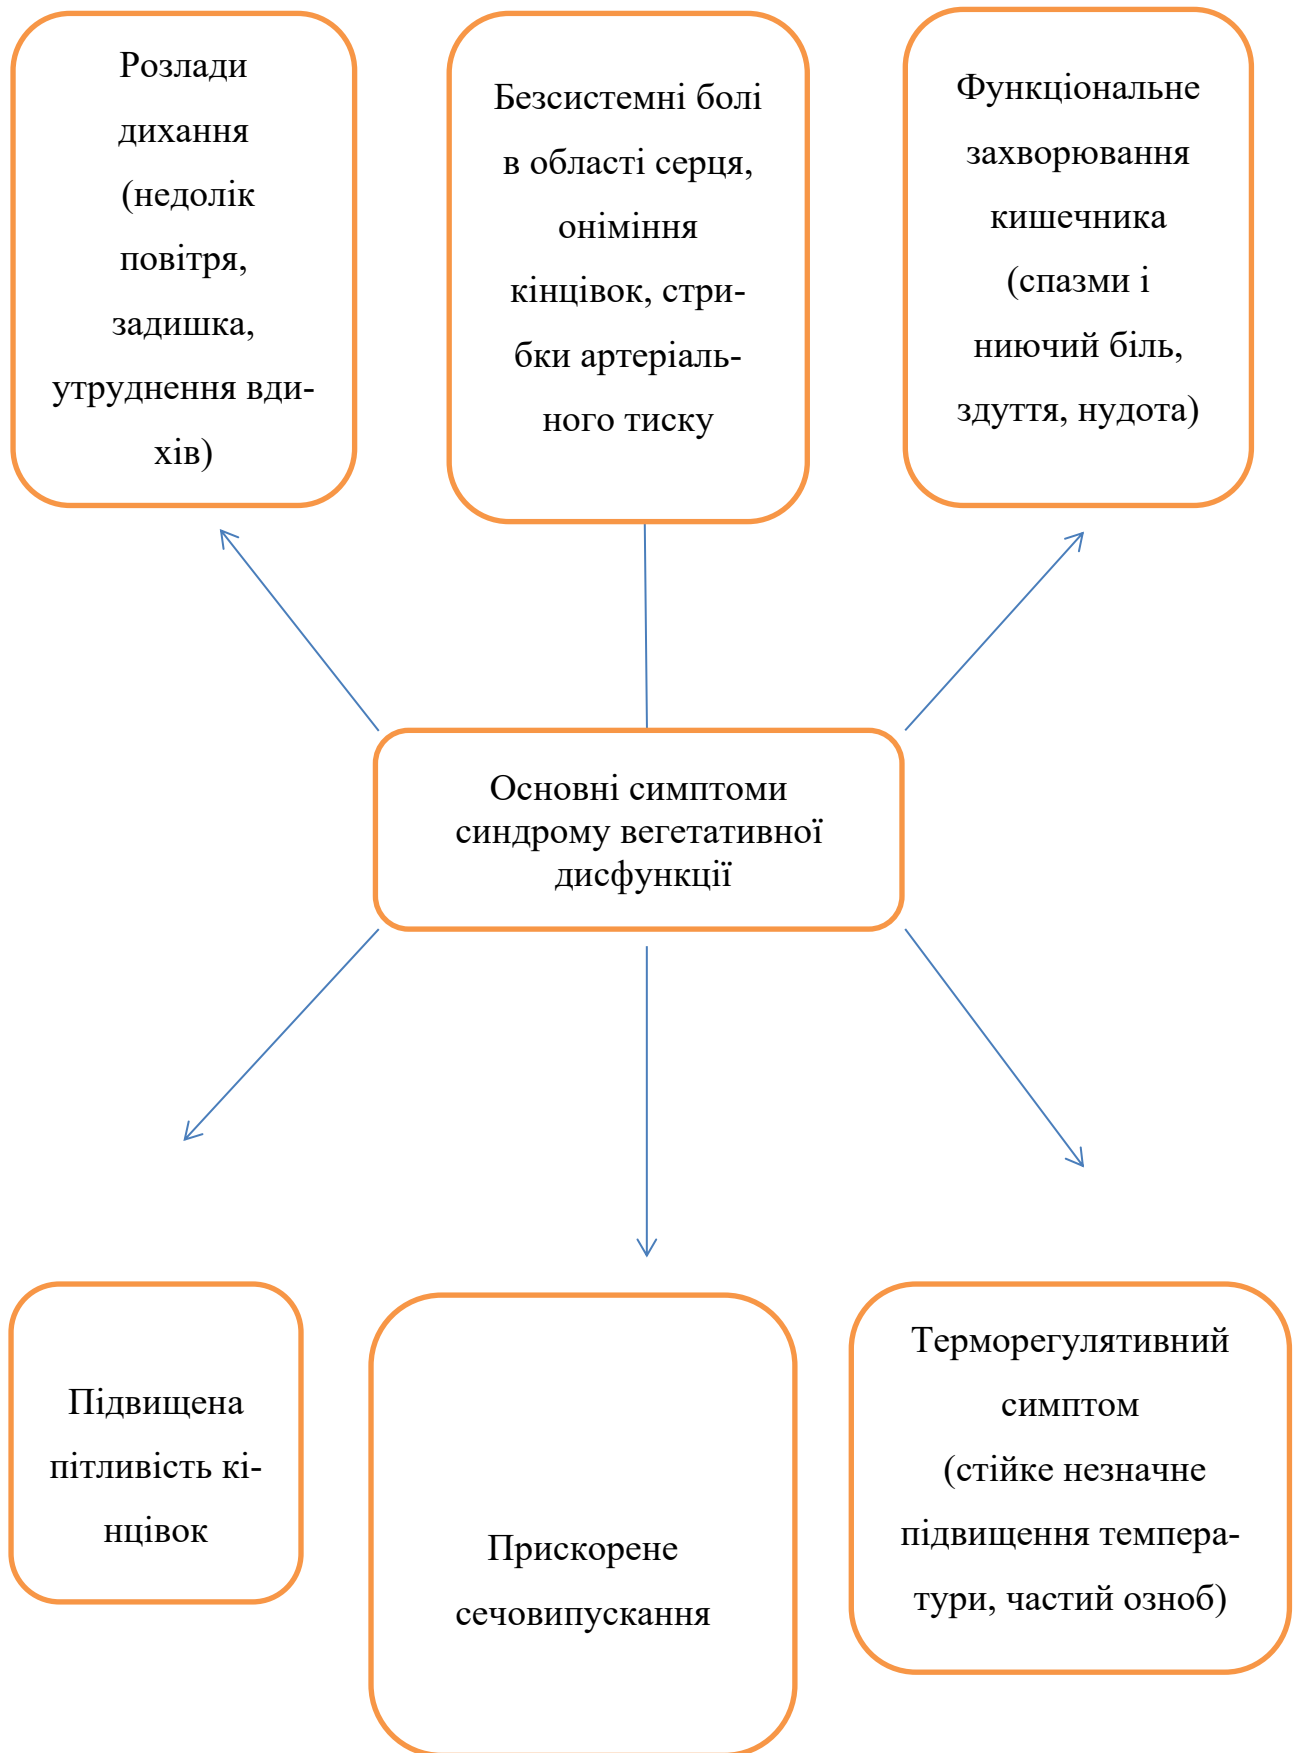 Розлади
дихання
(недолік
повітря,
задишка,
утруднення вди-
хів)
Безсистемні болі
в області серця,
оніміння
кінцівок, стри-
бки артеріаль-
ного тиску
Функціональне
захворювання
кишечника
(спазми і
ниючий біль,
здуття, нудота)
Основні симптоми
синдрому вегетативної
дисфункції
Підвищена
пітливість кі-
нцівок
Прискорене
сечовипускання
Терморегулятивний
симптом
(стійке незначне
підвищення темпера-
тури, частий озноб)